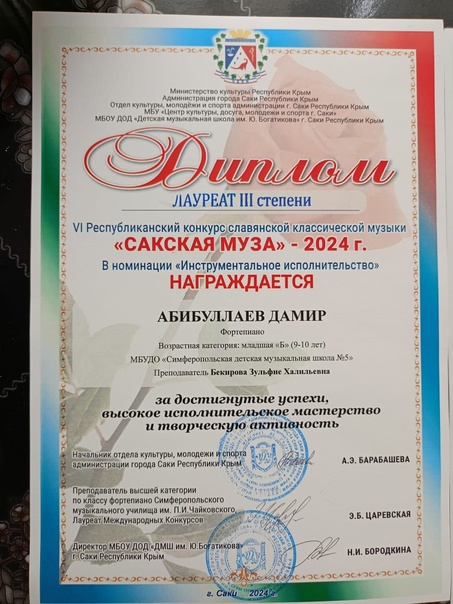 Министерство культуры Республики Крым
Администрация города Саки Республики Крым
Отдел культуры, молодёжи и спорта администрации г. Саки Республики Крым
МБУ «Центр культуры, досуга, молодежи и спорта г. Саки»
МБОУ ДОД «Детская музыкальная школа им. Ю. Богатикова» г. Саки Республики Крым
Диплом
ЛАУРЕАТ III степени
VI Республиканский конкурс славянской классической музыки
«САКСКАЯ МУЗА» - 2024 г.
В номинации «Инструментальное исполнительство»
НАГРАЖДАЕТСЯ
АБИБУЛЛАЕВ ДАМИР
Фортепиано
Возрастная категория: младшая «Б» (9-10 лет)
МБУДО «Симферопольская детская музыкальная школа №5»
Преподаватель Бекирова Зульфие Халильевна
за достигнутые успехи,
высокое исполнительское мастерство
и творческую активность
Начальник отдела культуры, молодежи и спорта
администрации города Саки Республики Крым
А.Э. БАРАБАШЕВА
Преподаватель высшей категории
по классу фортепиано Симферопольского
музыкального училища им. П.И.Чайковского,
Лауреат Международных Конкурсов
Э.Б. ЦАРЕВСКАЯ
Директор МБОУ ДОД «ДМШ им. Ю.Богатикова»
г. Саки Республики Крым
Н.И. БОРОДКИНА
г. Саки 2024 г.